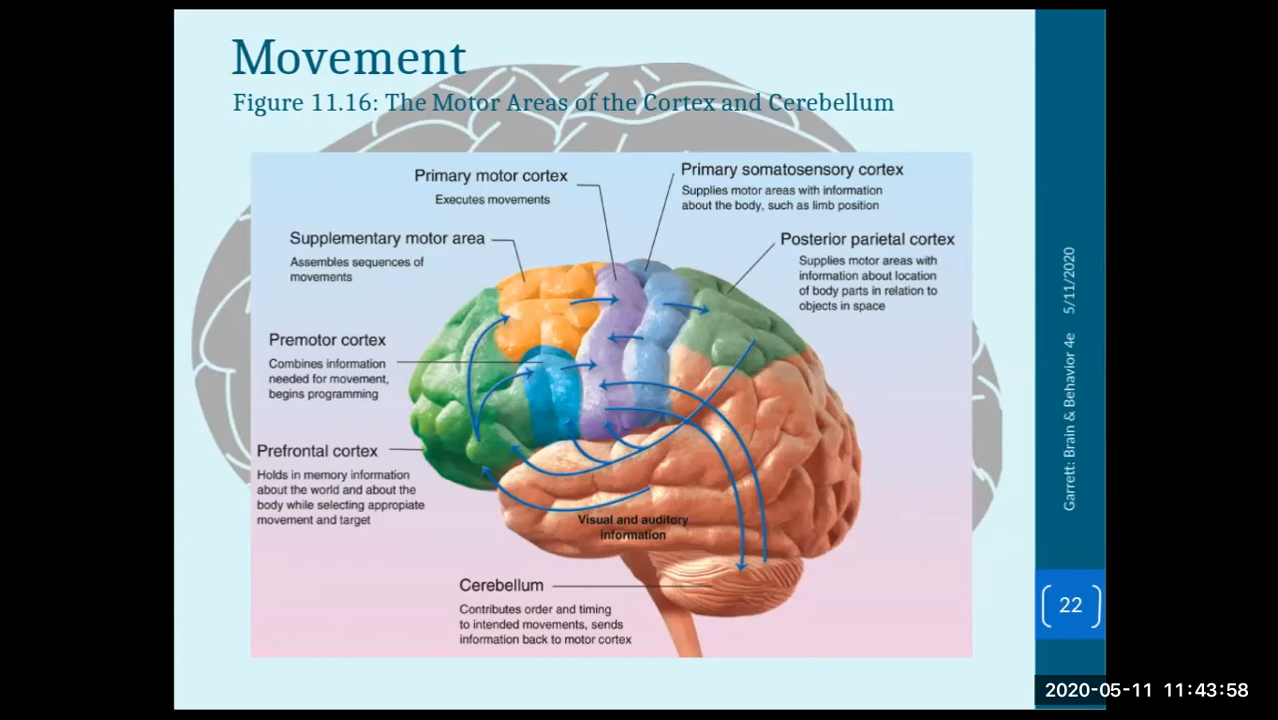 Movement
Figure 11.16: The Motor Areas of the Cortex and Cerebellum
Primary motor cortex
Executes movements
Primary somatosensory cortex
Supplies motor areas with information
about the body, such as limb position
Supplementary motor area
Assembles sequences of
movements
Posterior parietal cortex
Supplies motor areas with
information about location
of body parts in relation to
objects in space
Premotor cortex
Combines information
needed for movement,
begins programming
Prefrontal cortex
Holds in memory information
about the world and about the
body while selecting appropiate
movement and target
Visual and auditory
information
Cerebellum
Contributes order and timing
to intended movements, sends
information back to motor cortex
Garrett: Brain & Behavior 4e 5/11/2020
22
2020-05-11 11:43:58